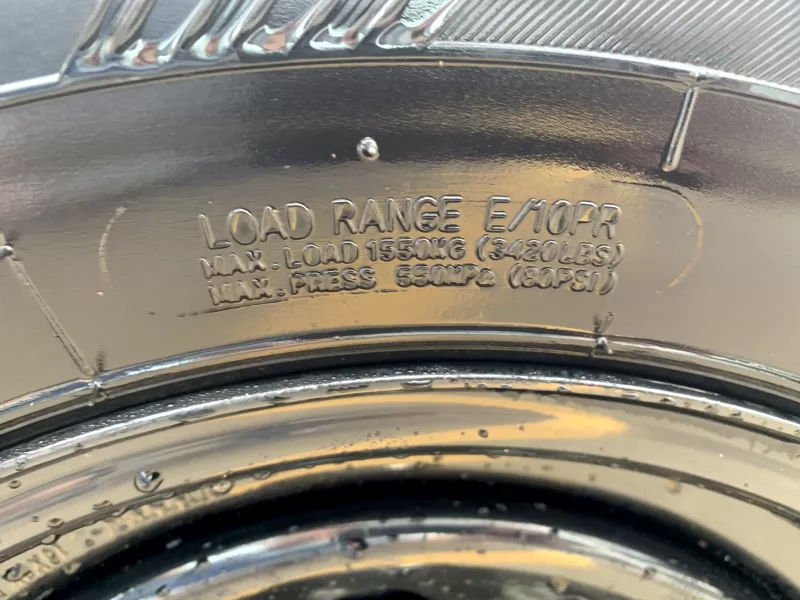 LOAD RANGE E/10PR
MAX. LOAD 1550KG (3420LBS)
MAX. PRESS 550KPa (80PSI)